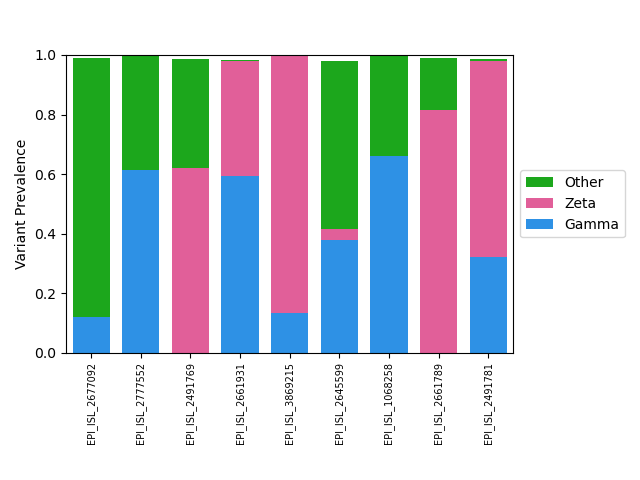 1.0
0.8
0.6
0.4
0.2
0.0
Variant Prevalence
EPI_ISL_2677092
EPI_ISL_2777552
EPI_ISL_2491769
EPI_ISL_2661931
EPI_ISL_3869215
EPI_ISL_2645599
EPI_ISL_1068258
EPI_ISL_2661789
EPI_ISL_2491781
Other
Zeta
Gamma